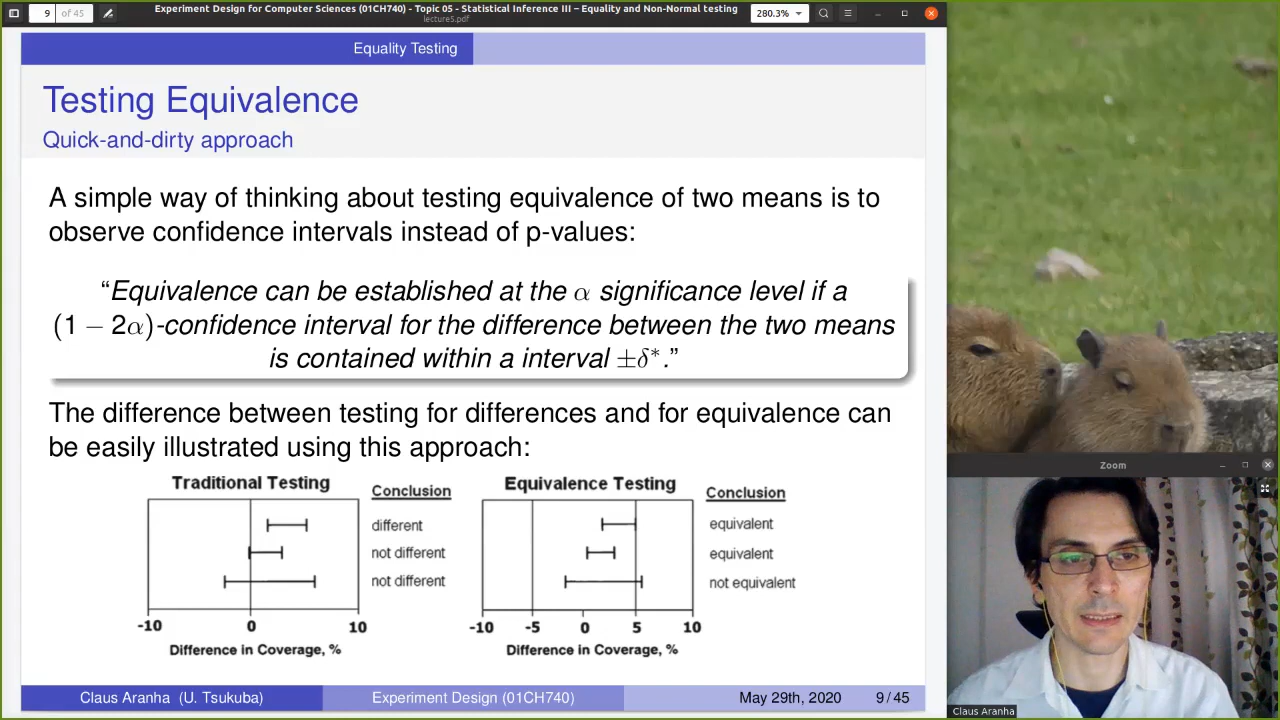 9 of 45
Experiment Design for Computer Sciences (01CH740) - Topic 05 - Statistical Inference III – Equality and Non-Normal testing
lecture5.pdf
280.3%
Equality Testing
Testing Equivalence
Quick-and-dirty approach
A simple way of thinking about testing equivalence of two means is to
observe confidence intervals instead of p-values:
“Equivalence can be established at the α significance level if a
(1 − 2α)-confidence interval for the difference between the two means
is contained within a interval ±δ*.”
The difference between testing for differences and for equivalence can
be easily illustrated using this approach:
Traditional Testing
Conclusion
different
not different
not different
-10 0 10
Difference in Coverage, %
Equivalence Testing
Conclusion
equivalent
equivalent
not equivalent
-10 -5 0 5 10
Difference in Coverage, %
Claus Aranha (U. Tsukuba) Experiment Design (01CH740) May 29th, 2020 9 / 45
Zoom
Claus Aranha